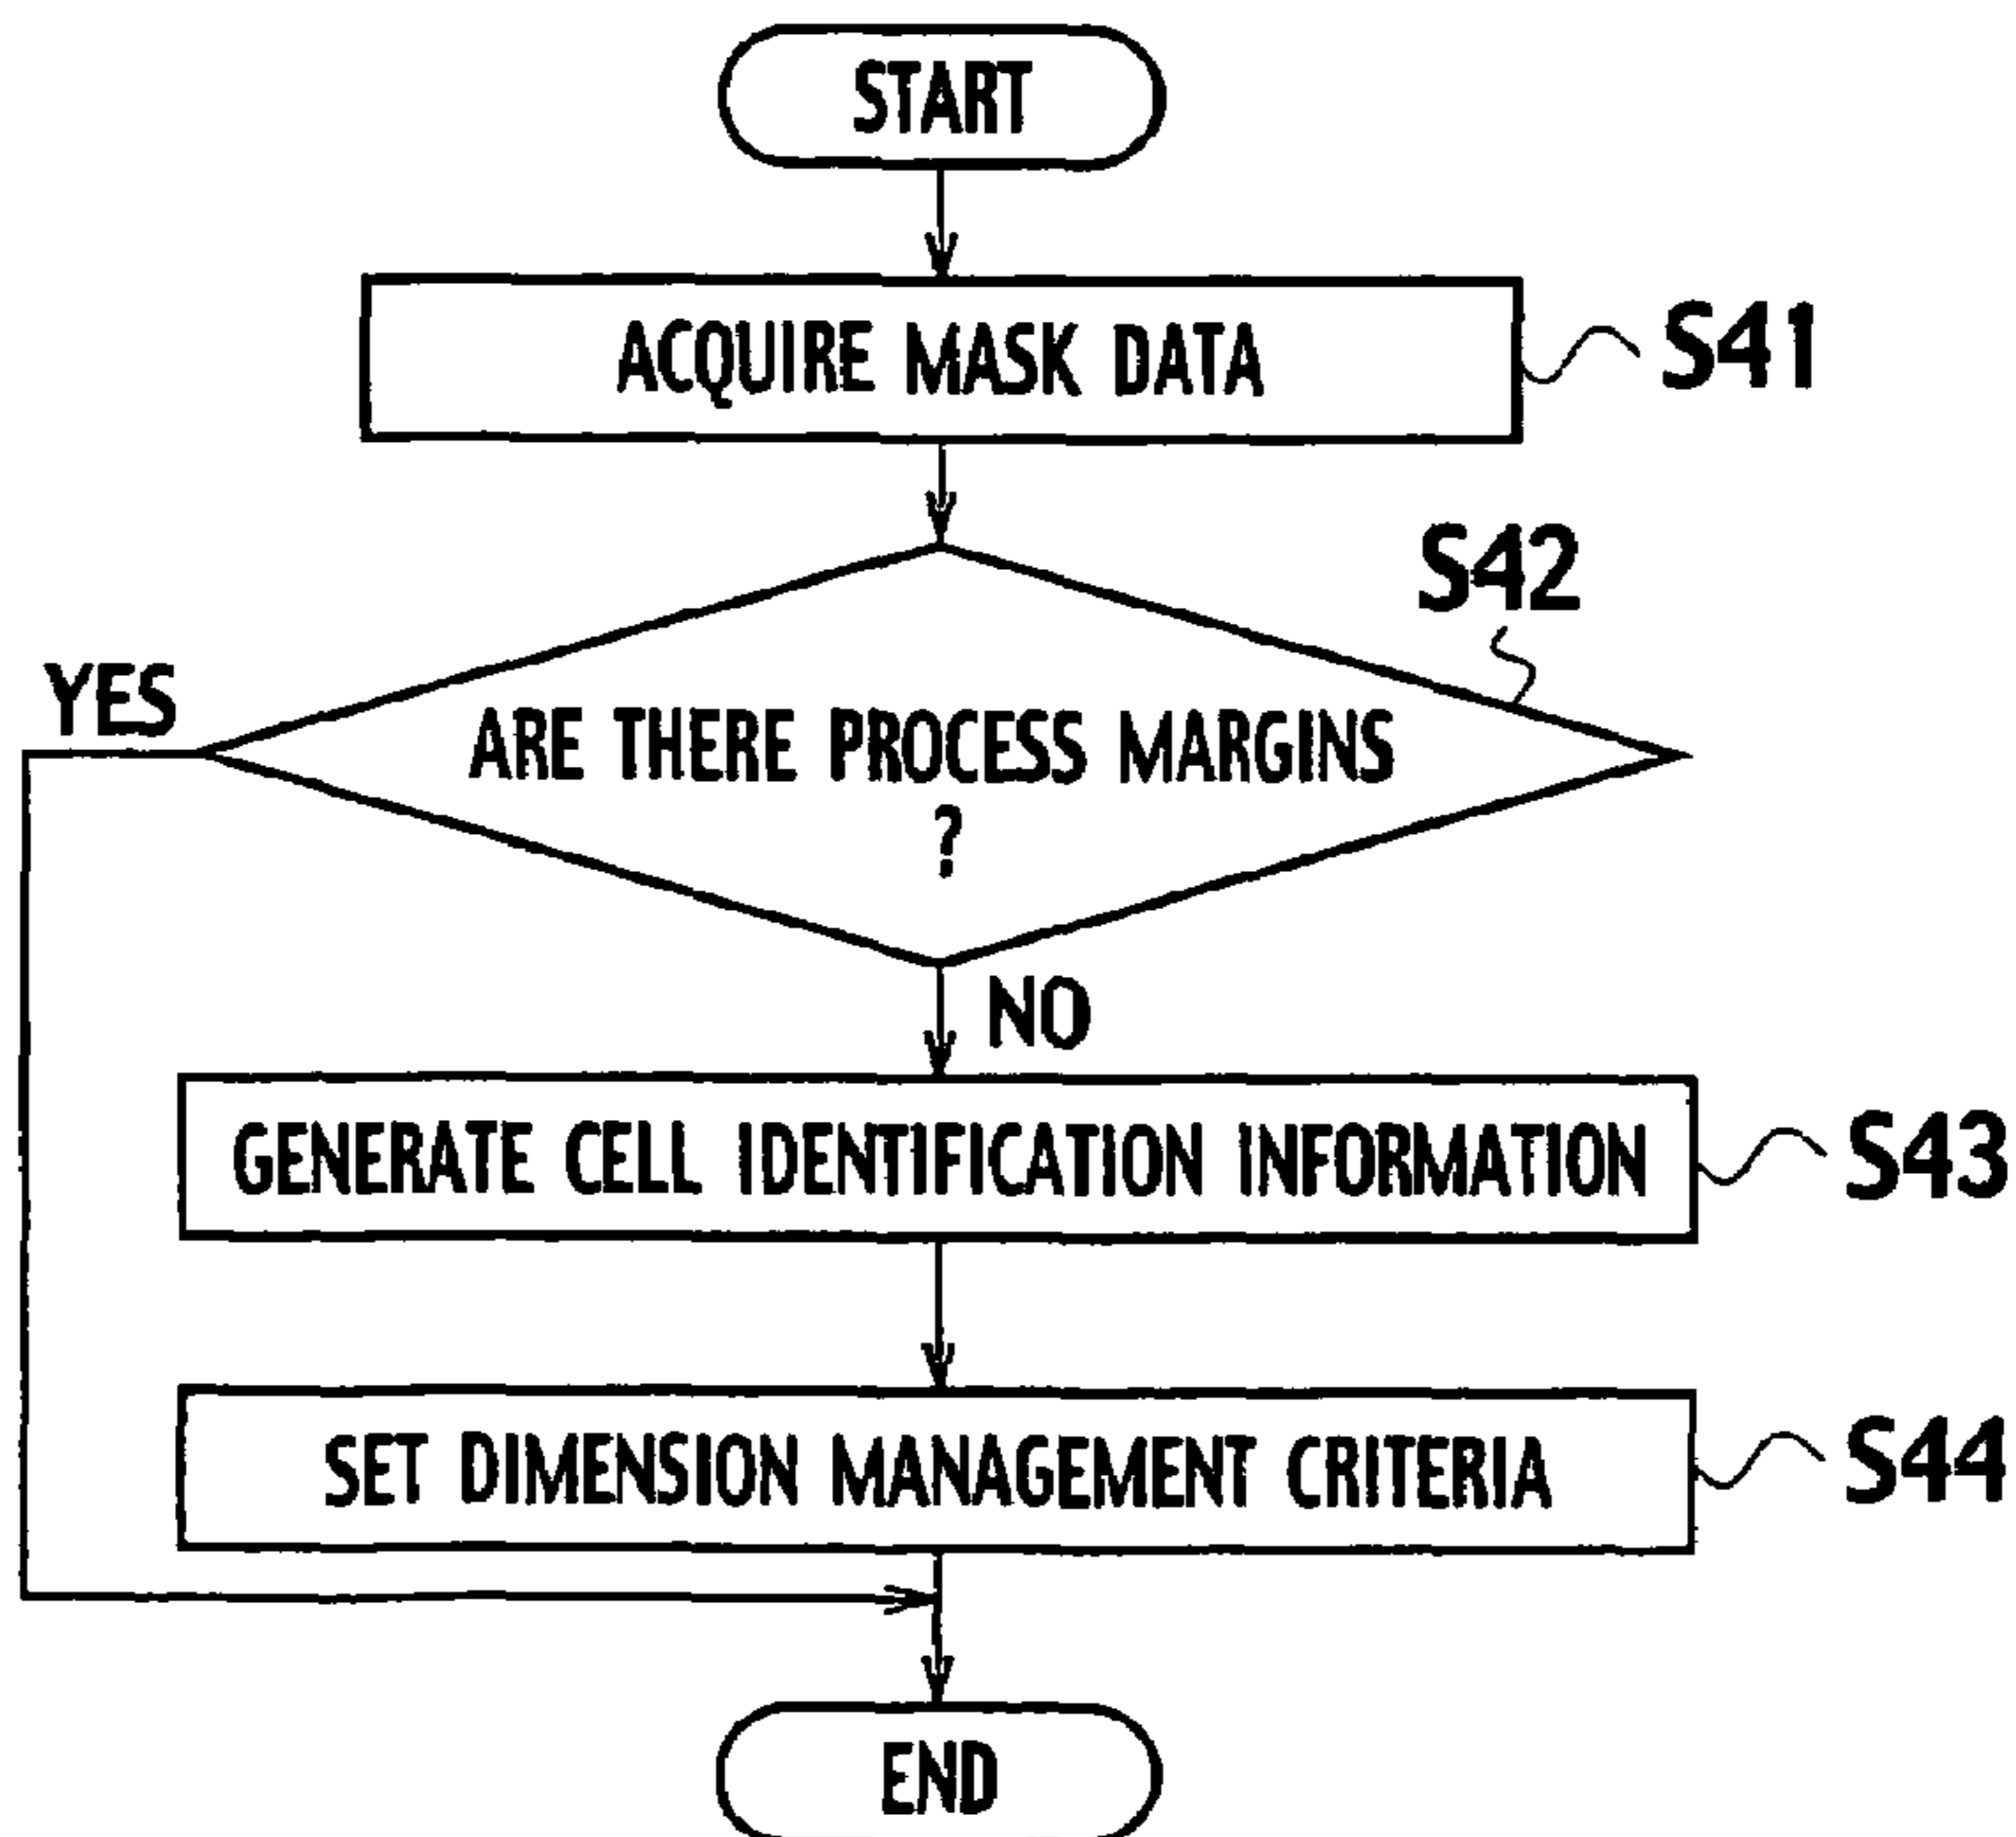 START
ACQUIRE MASK DATA
S41
S42
YES
ARE THERE PROCESS MARGINS
?
NO
GENERATE CELL IDENTIFICATION INFORMATION
S43
SET DIMENSION MANAGEMENT CRITERIA
S44
END